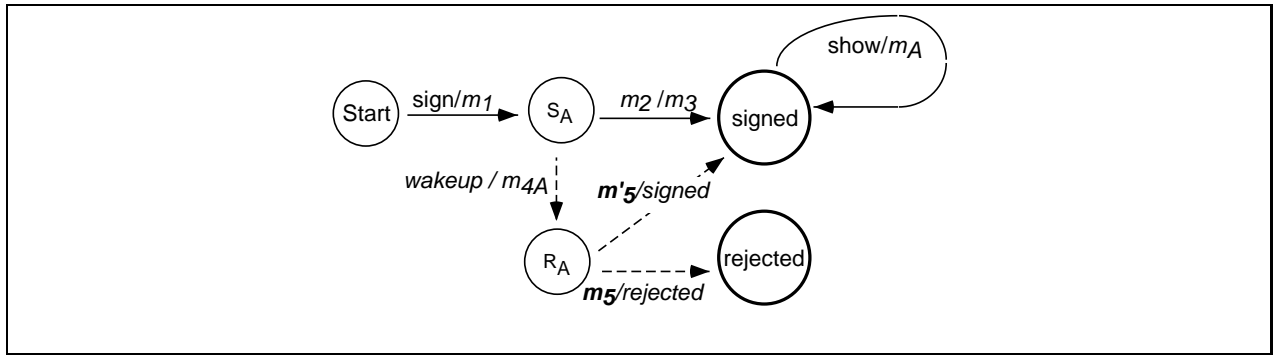 show/mA
sign/m1
m2 /m3
Start
SA
signed
wakeup / m4A
m'5/signed
RA
rejected
m5/rejected